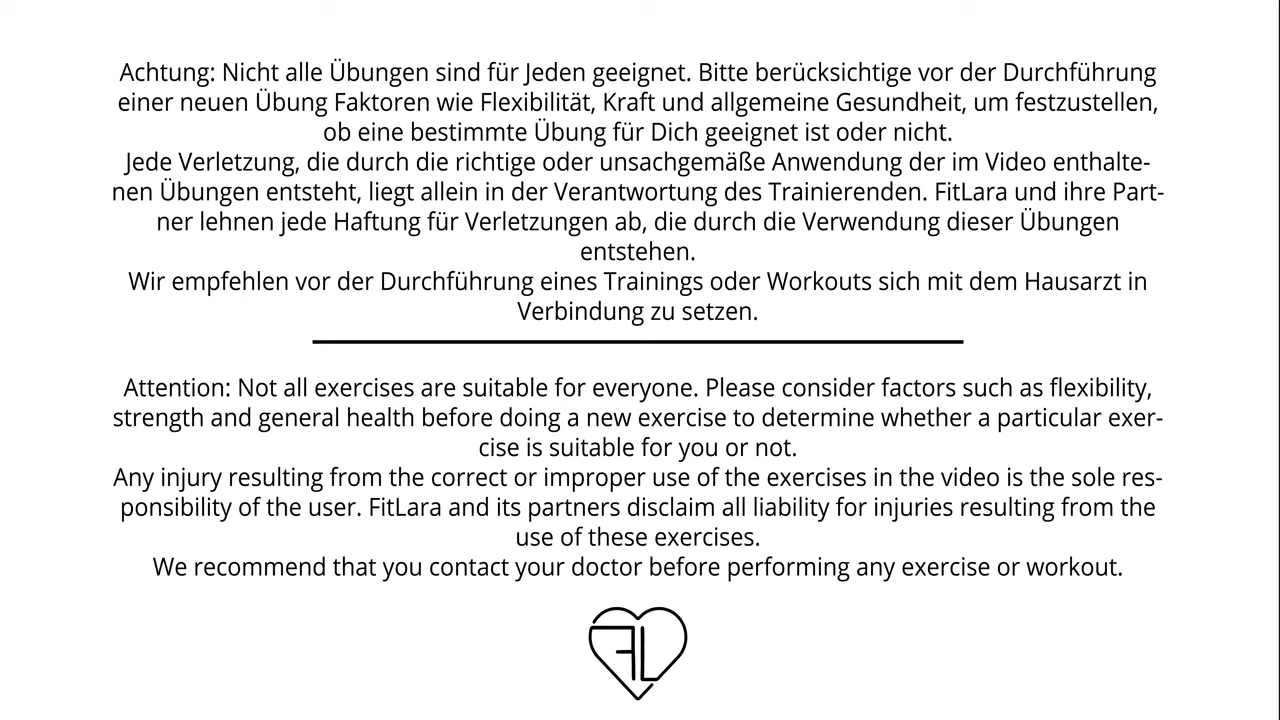 Achtung: Nicht alle Übungen sind für Jeden geeignet. Bitte berücksichtige vor der Durchführung
einer neuen Übung Faktoren wie Flexibilität, Kraft und allgemeine Gesundheit, um festzustellen,
ob eine bestimmte Übung für Dich geeignet ist oder nicht.
Jede Verletzung, die durch die richtige oder unsachgemäße Anwendung der im Video enthalte-
nen Übungen entsteht, liegt allein in der Verantwortung des Trainierenden. FitLara und ihre Part-
ner lehnen jede Haftung für Verletzungen ab, die durch die Verwendung dieser Übungen
entstehen.
Wir empfehlen vor der Durchführung eines Trainings oder Workouts sich mit dem Hausarzt in
Verbindung zu setzen.
Attention: Not all exercises are suitable for everyone. Please consider factors such as flexibility,
strength and general health before doing a new exercise to determine whether a particular exer-
cise is suitable for you or not.
Any injury resulting from the correct or improper use of the exercises in the video is the sole res-
ponsibility of the user. FitLara and its partners disclaim all liability for injuries resulting from the
use of these exercises.
We recommend that you contact your doctor before performing any exercise or workout.
FL